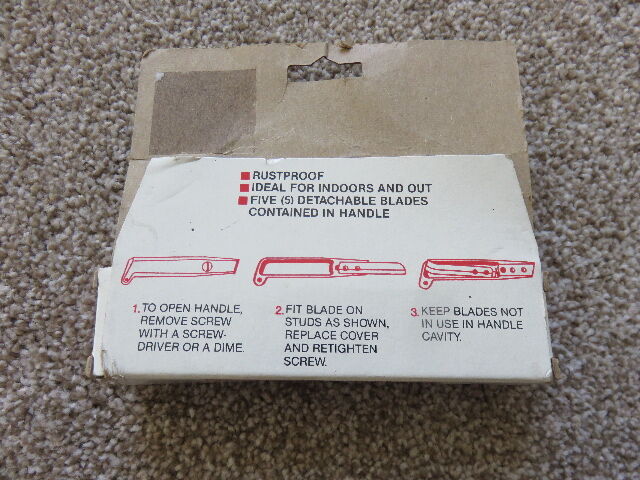 ■ RUSTPROOF
■ IDEAL FOR INDOORS AND OUT
■ FIVE (5) DETACHABLE BLADES
CONTAINED IN HANDLE
1. TO OPEN HANDLE,
REMOVE SCREW
WITH A SCREW-
DRIVER OR A DIME.
2. FIT BLADE ON
STUDS AS SHOWN,
REPLACE COVER
AND RETIGHTEN
SCREW.
3. KEEP BLADES NOT
IN USE IN HANDLE
CAVITY.